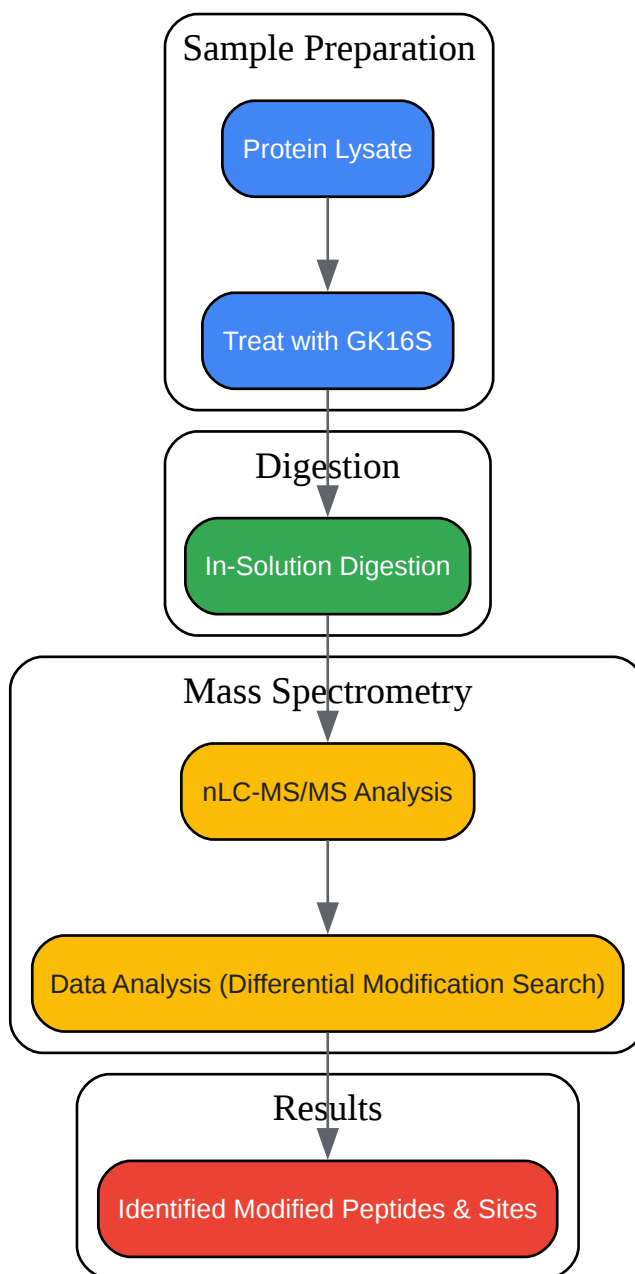 Sample Preparation
Protein Lysate
Treat with GK16S
Digestion
In-Solution Digestion
Mass Spectrometry
nLC-MS/MS Analysis
Data Analysis (Differential Modification Search)
Results
Identified Modified Peptides & Sites